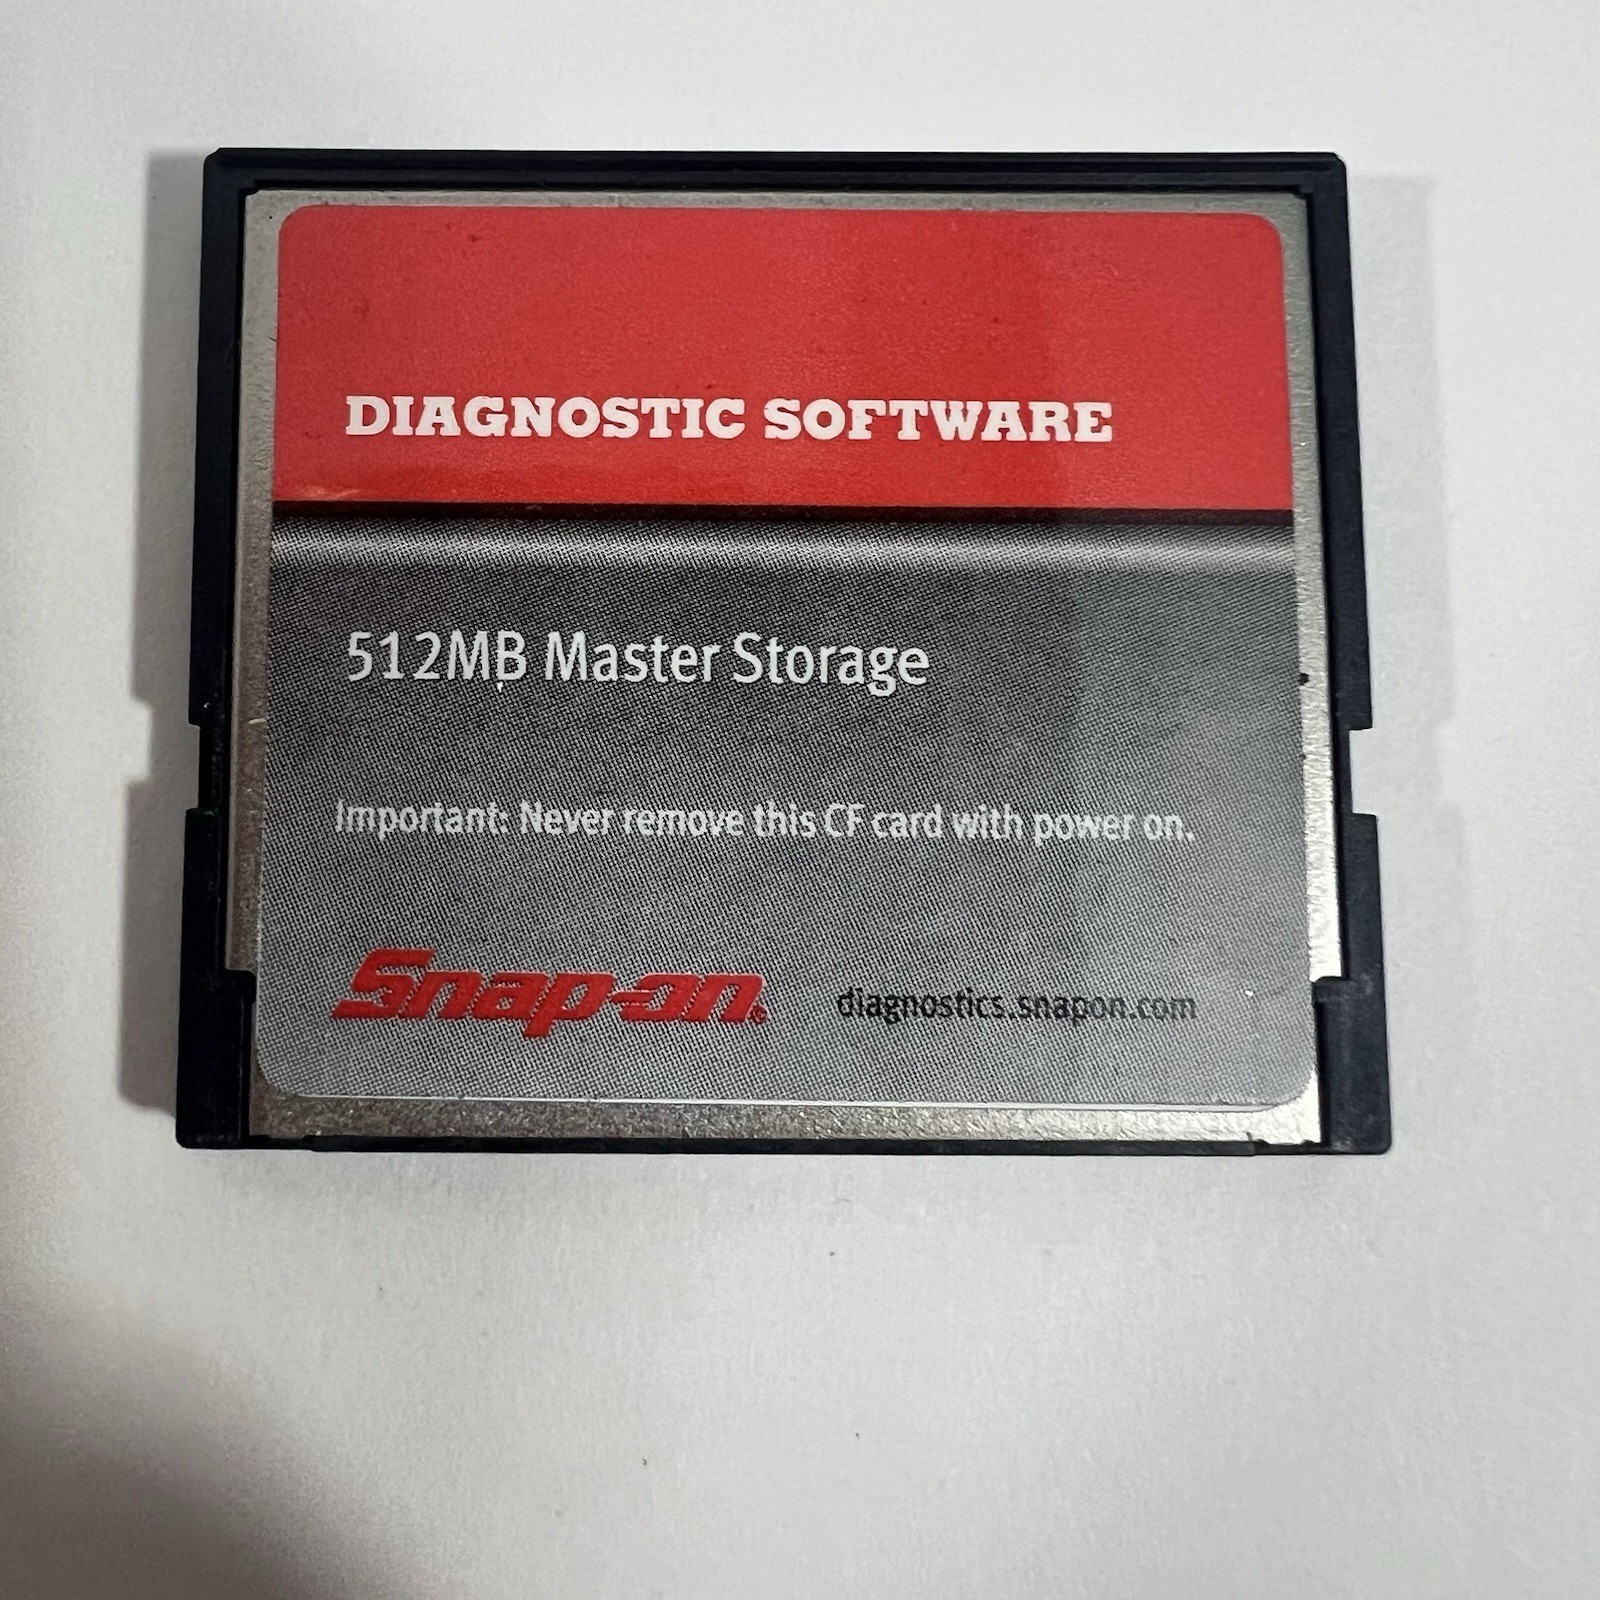 DIAGNOSTIC SOFTWARE
512MB Master Storage
Important: Never remove this CF card with power on.
Snap-on® diagnostics.snapon.com